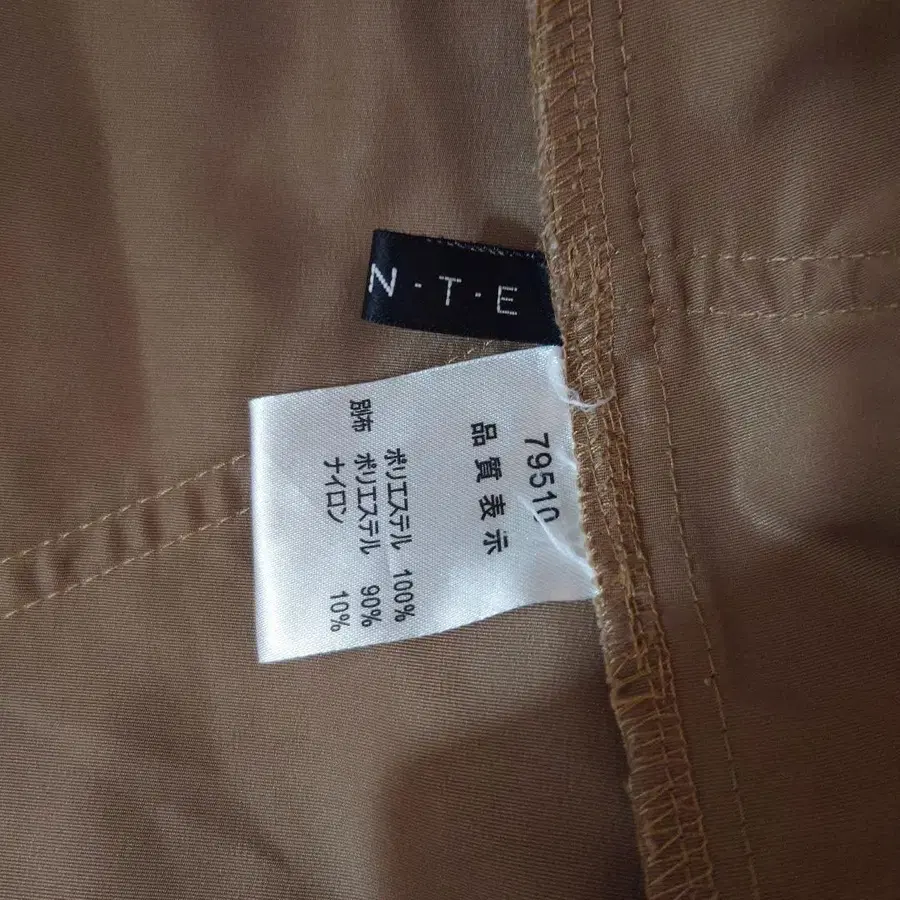 N·T·E
79510
品質表示
ポリエステル 100%
別布 ポリエステル 90%
ナイロン 10%